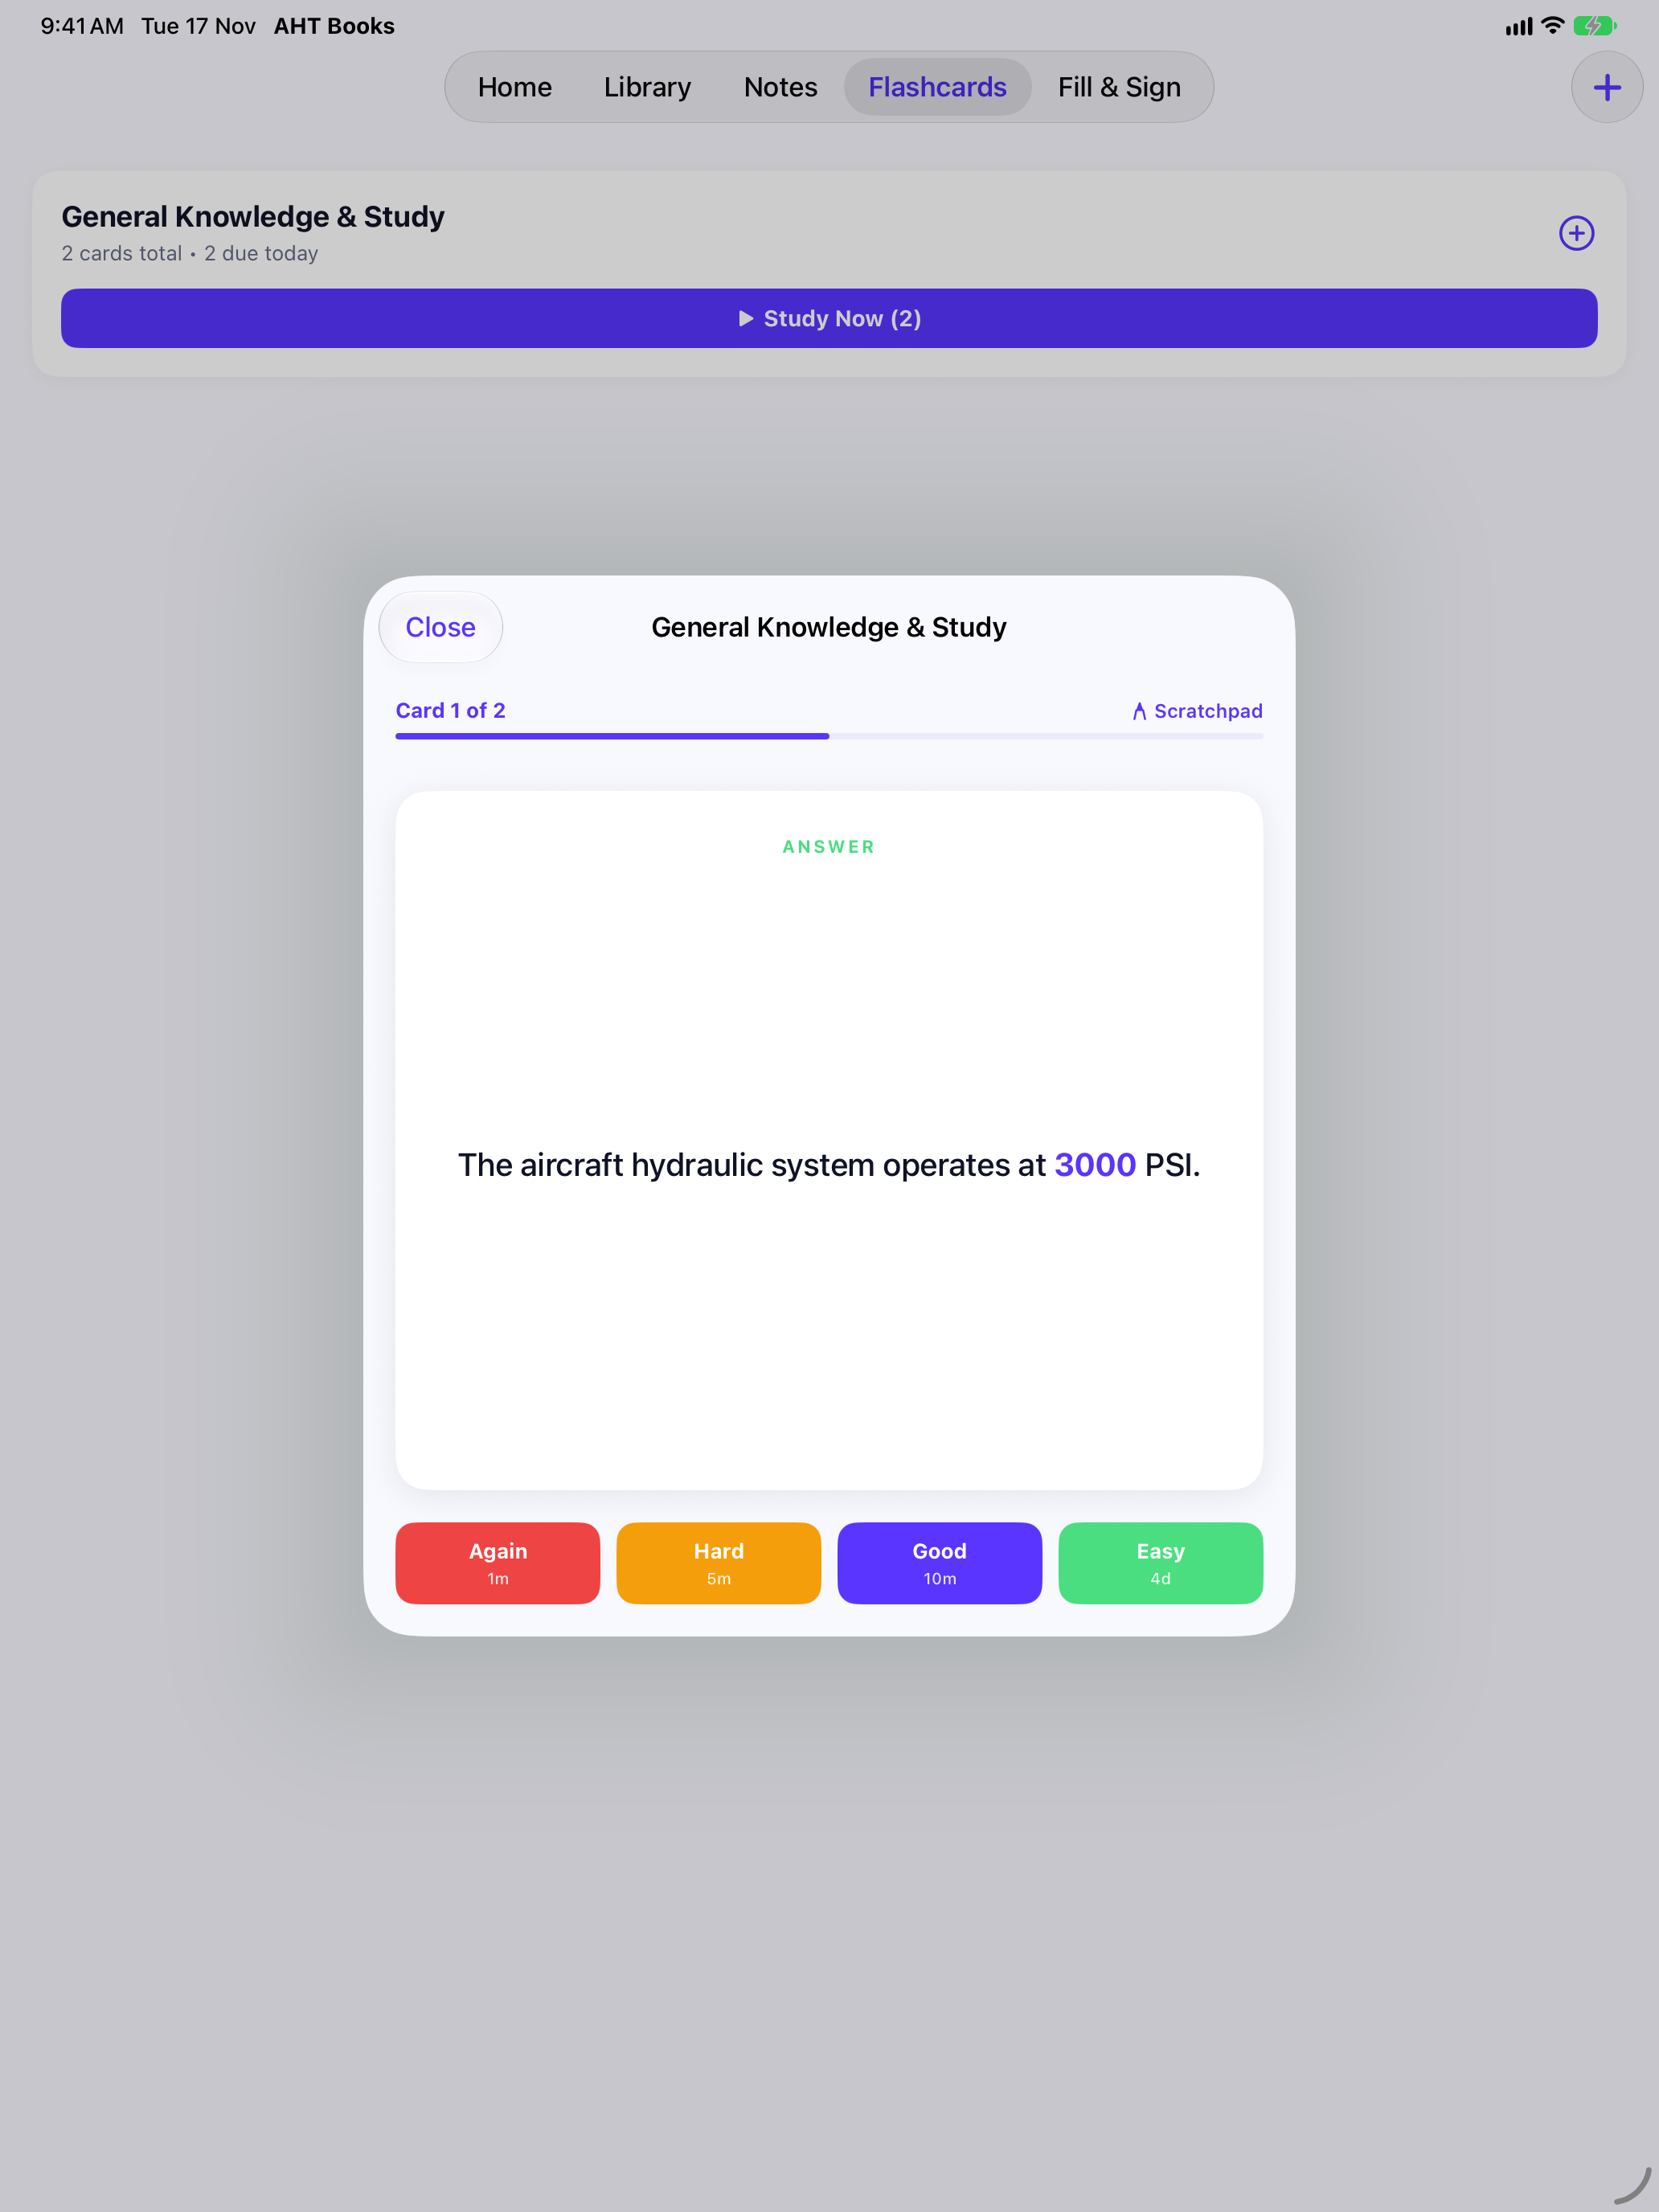 9:41 AM Tue 17 Nov AHT Books
Home Library Notes Flashcards Fill & Sign
General Knowledge & Study
2 cards total • 2 due today
Study Now (2)
Close General Knowledge & Study
Card 1 of 2 Scratchpad
ANSWER
The aircraft hydraulic system operates at 3000 PSI.
Again Hard Good Easy
1m 5m 10m 4d